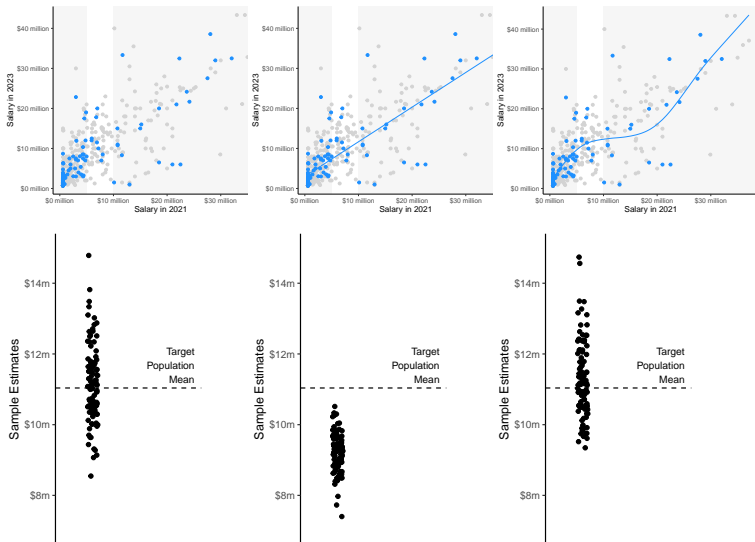 $40 million
$30 million
$20 million
$10 million
$0 million
Salary in 2023
$0 million
$10 million
$20 million
$30 million
Salary in 2021
$40 million
$30 million
$20 million
$10 million
$0 million
Salary in 2023
$0 million
$10 million
$20 million
$30 million
Salary in 2021
$40 million
$30 million
$20 million
$10 million
$0 million
Salary in 2023
$0 million
$10 million
$20 million
$30 million
Salary in 2021
$14m
$12m
$10m
$8m
Sample Estimates
Target
Population
Mean
$14m
$12m
$10m
$8m
Sample Estimates
Target
Population
Mean
$14m
$12m
$10m
$8m
Sample Estimates
Target
Population
Mean